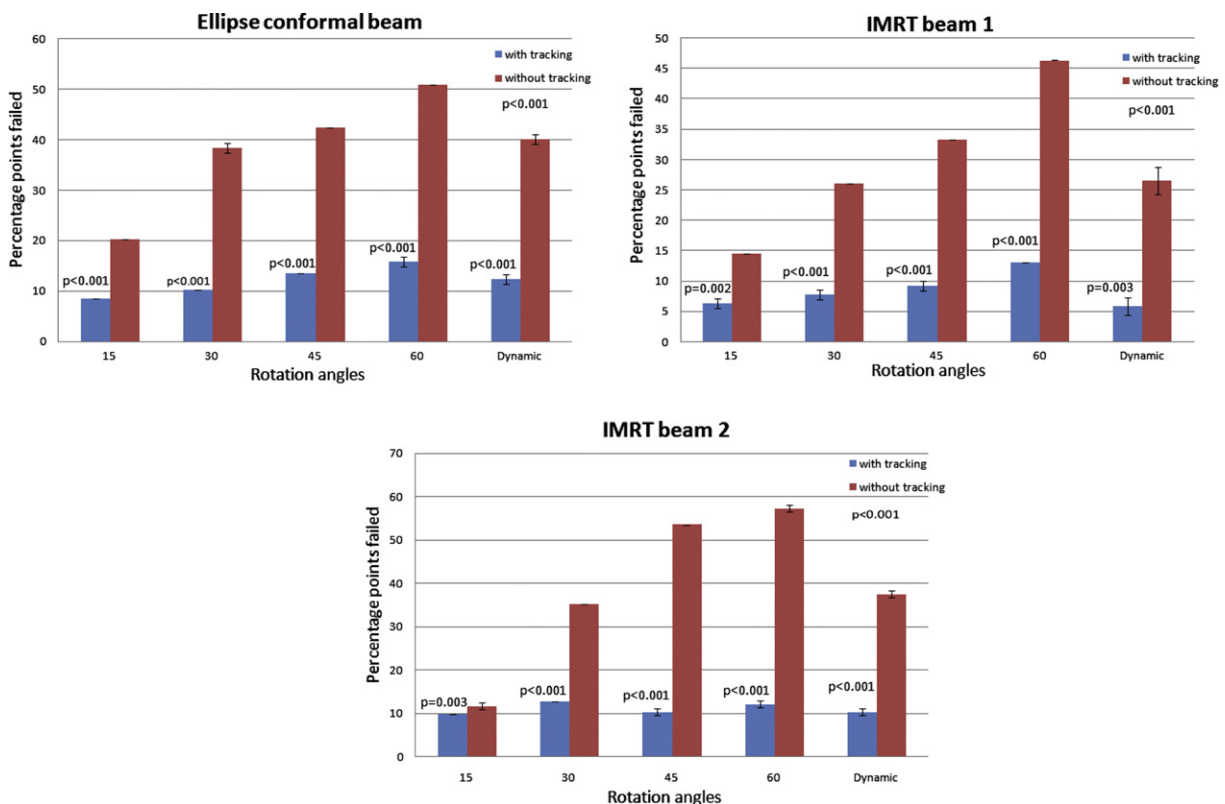 Ellipse conformal beam
60
50
40
30
20
10
0
Percentage points failed
with tracking
without tracking
p<0.001
p<0.001
p<0.001
p<0.001
p<0.001
p<0.001
15 30 45 60 Dynamic
Rotation angles
IMRT beam 1
50
45
40
35
30
25
20
15
10
5
0
Percentage points failed
with tracking
without tracking
p<0.001
p=0.002
p<0.001
p<0.001
p<0.001
p=0.003
15 30 45 60 Dynamic
Rotation angles
IMRT beam 2
70
60
50
40
30
20
10
0
Percentage points failed
with tracking
without tracking
p<0.001
p=0.003
p<0.001
p<0.001
p<0.001
p<0.001
15 30 45 60 Dynamic
Rotation angles